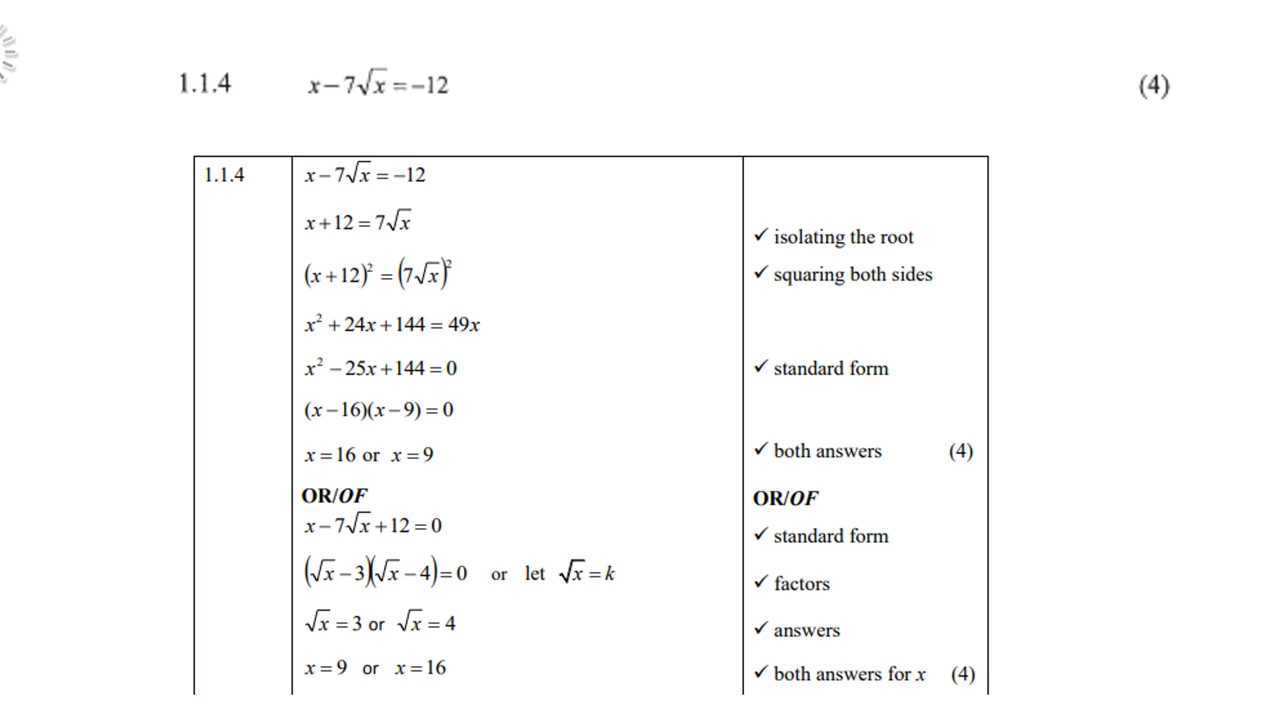 1.1.4 x − 7√x = −12 (4)
1.1.4 x − 7√x = −12
x + 12 = 7√x ✓ isolating the root
(x + 12)² = (7√x)² ✓ squaring both sides
x² + 24x + 144 = 49x
x² − 25x + 144 = 0 ✓ standard form
(x − 16)(x − 9) = 0
x = 16 or x = 9 ✓ both answers (4)
OR/OF OR/OF
x − 7√x + 12 = 0 ✓ standard form
(√x − 3)(√x − 4) = 0 or let √x = k ✓ factors
√x = 3 or √x = 4 ✓ answers
x = 9 or x = 16 ✓ both answers for x (4)